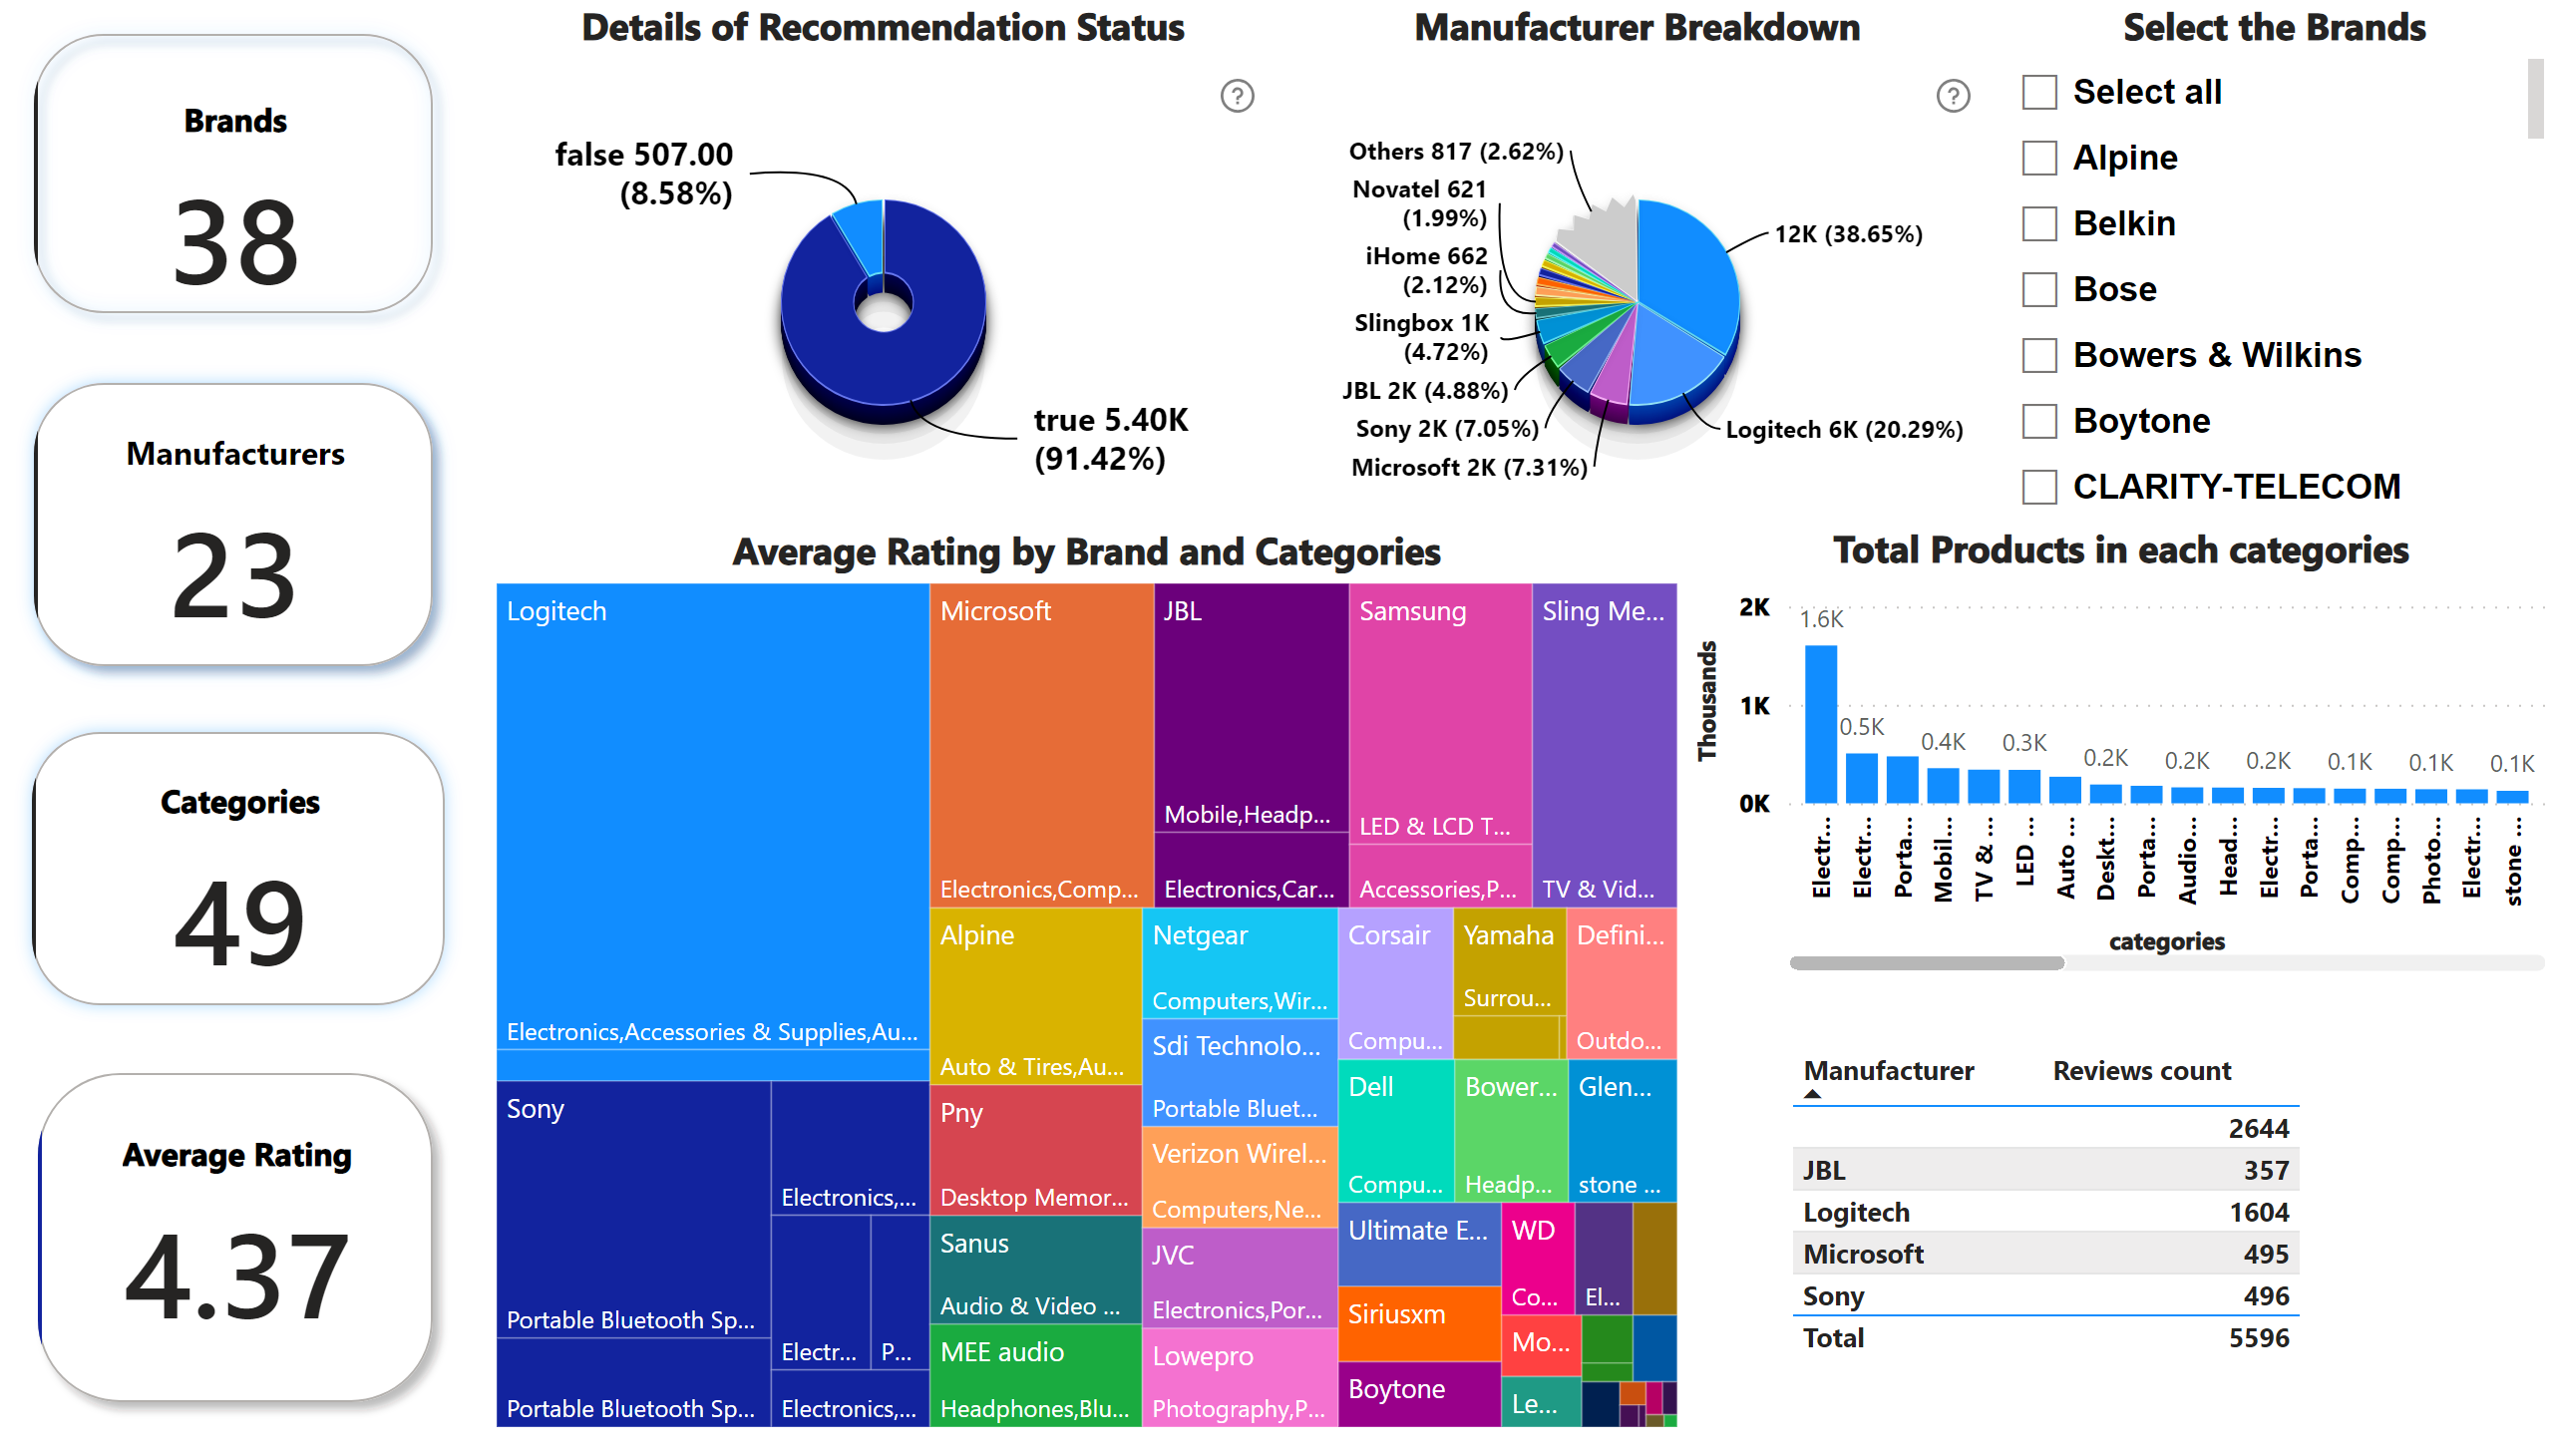 Brands
38
Manufacturers
23
Categories
49
Average Rating
4.37
Details of Recommendation Status
?
false 507.00
(8.58%)
true 5.40K
(91.42%)
Manufacturer Breakdown
?
Others 817 (2.62%)
Novatel 621
(1.99%)
iHome 662
(2.12%)
Slingbox 1K
(4.72%)
JBL 2K (4.88%)
Sony 2K (7.05%)
Microsoft 2K (7.31%)
12K (38.65%)
Logitech 6K (20.29%)
Select the Brands
Select all
Alpine
Belkin
Bose
Bowers & Wilkins
Boytone
CLARITY-TELECOM
Average Rating by Brand and Categories
Logitech
Electronics,Accessories & Supplies,Au...
Sony
Portable Bluetooth Sp...
Portable Bluetooth Sp...
Electronics,...
Electr...
P...
Electronics,...
Microsoft
Electronics,Comp...
JBL
Mobile,Headp...
Electronics,Car...
Samsung
LED & LCD T...
Accessories,P...
Sling Me...
TV & Vid...
Alpine
Auto & Tires,Au...
Pny
Desktop Memor...
Sanus
Audio & Video ...
MEE audio
Headphones,Blu...
Netgear
Computers,Wir...
Sdi Technolo...
Portable Bluet...
Verizon Wirel...
Computers,Ne...
JVC
Electronics,Por...
Lowepro
Photography,P...
Corsair
Compu...
Yamaha
Surrou...
Defini...
Outdo...
Dell
Compu...
Bower...
Headp...
Glen...
stone ...
Ultimate E...
Siriusxm
Boytone
WD
Co...
El...
Mo...
Le...
Total Products in each categories
Thousands
2K
1K
0K
1.6K
0.5K
0.4K
0.3K
0.2K
0.2K
0.2K
0.1K
0.1K
0.1K
Electr...
Electr...
Porta...
Mobil...
TV & ...
LED ...
Auto ...
Deskt...
Porta...
Audio...
Head...
Electr...
Porta...
Comp...
Comp...
Photo...
Electr...
stone ...
categories
Manufacturer Reviews count
2644
JBL 357
Logitech 1604
Microsoft 495
Sony 496
Total 5596